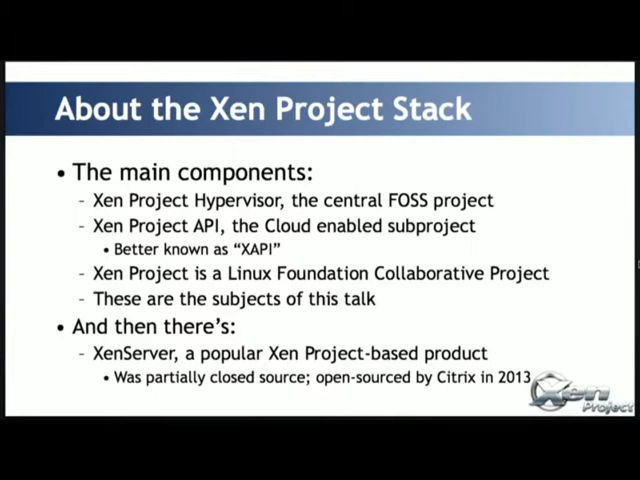 About the Xen Project Stack
• The main components:
– Xen Project Hypervisor, the central FOSS project
– Xen Project API, the Cloud enabled subproject
• Better known as “XAPI”
– Xen Project is a Linux Foundation Collaborative Project
– These are the subjects of this talk
• And then there’s:
– XenServer, a popular Xen Project-based product
• Was partially closed source; open-sourced by Citrix in 2013
Xen
Project